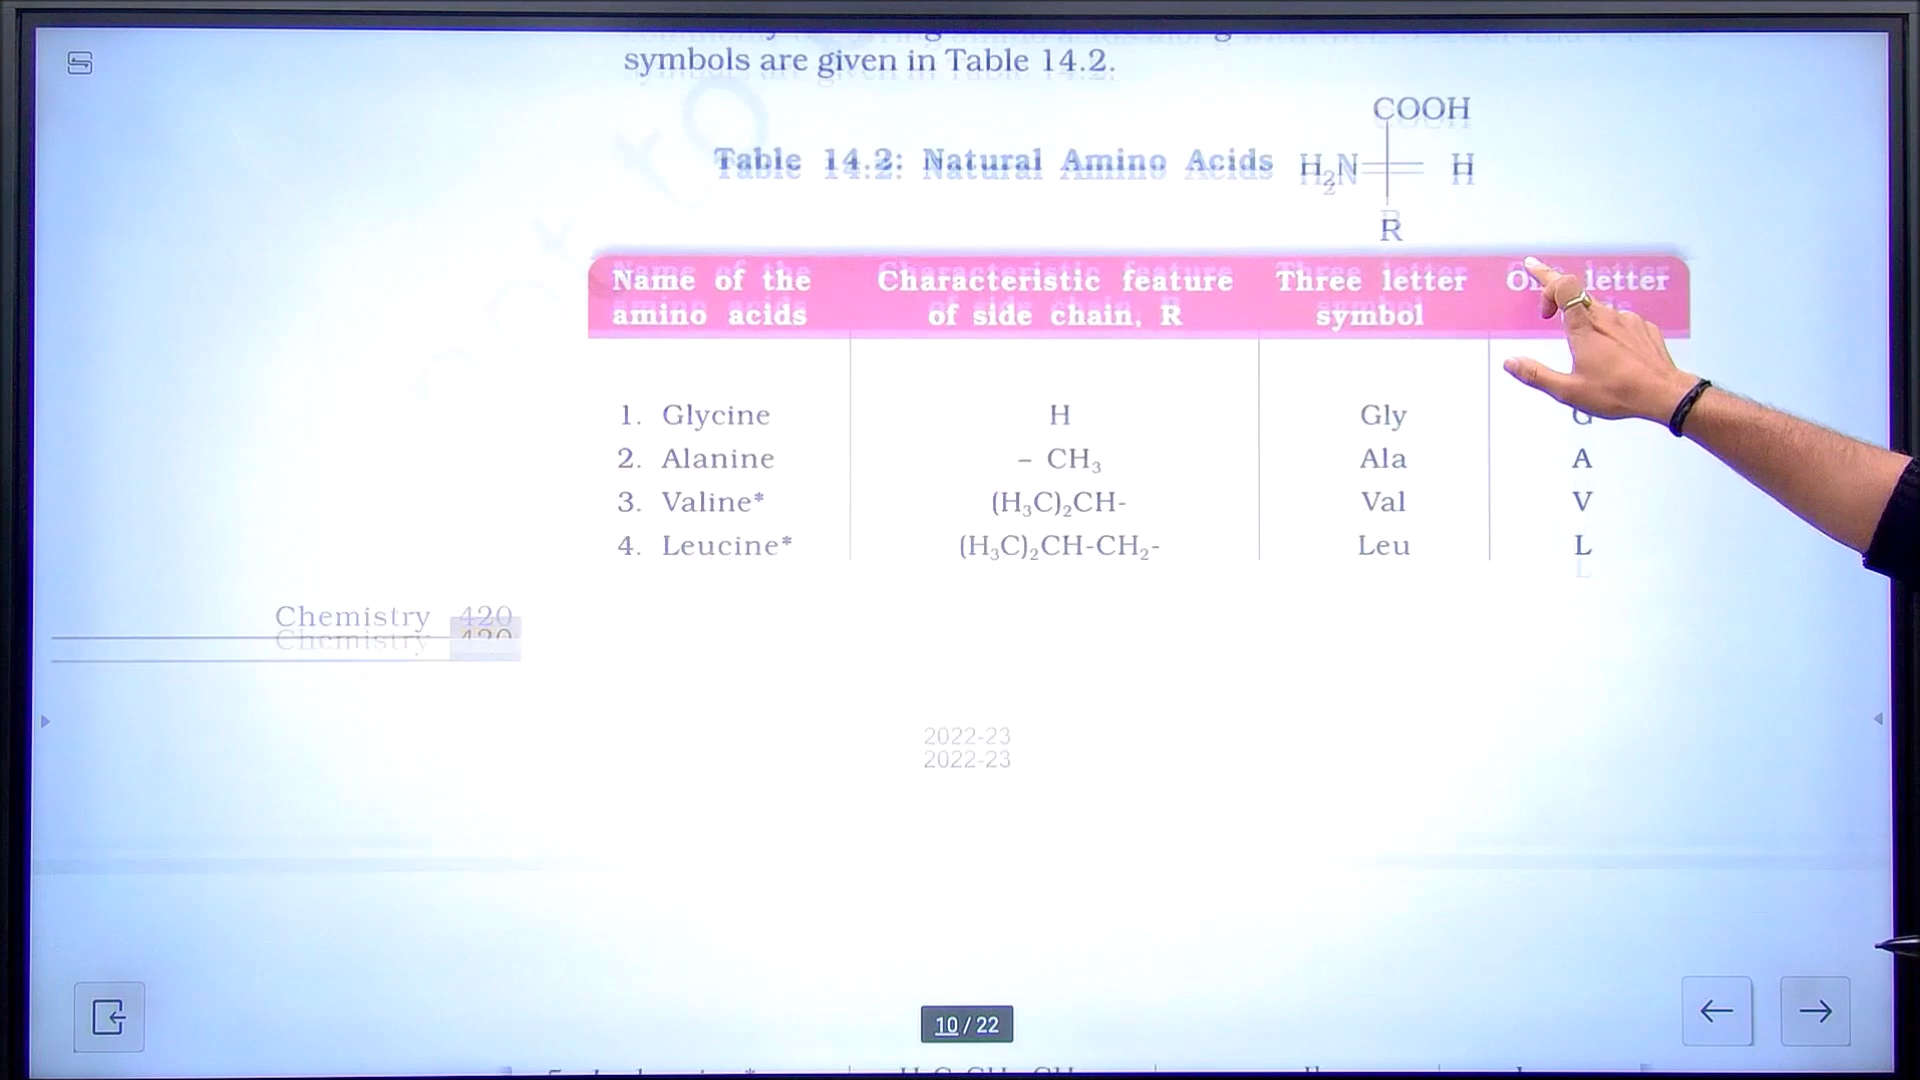 symbols are given in Table 14.2.
COOH
Table 14.2: Natural Amino Acids H₂N H
R
Name of the amino acids Characteristic feature of side chain, R Three letter symbol letter
1. Glycine H Gly G
2. Alanine – CH₃ Ala A
3. Valine* (H₃C)₂CH- Val V
4. Leucine* (H₃C)₂CH-CH₂- Leu L
Chemistry 420
2022-23
2022-23
10 / 22